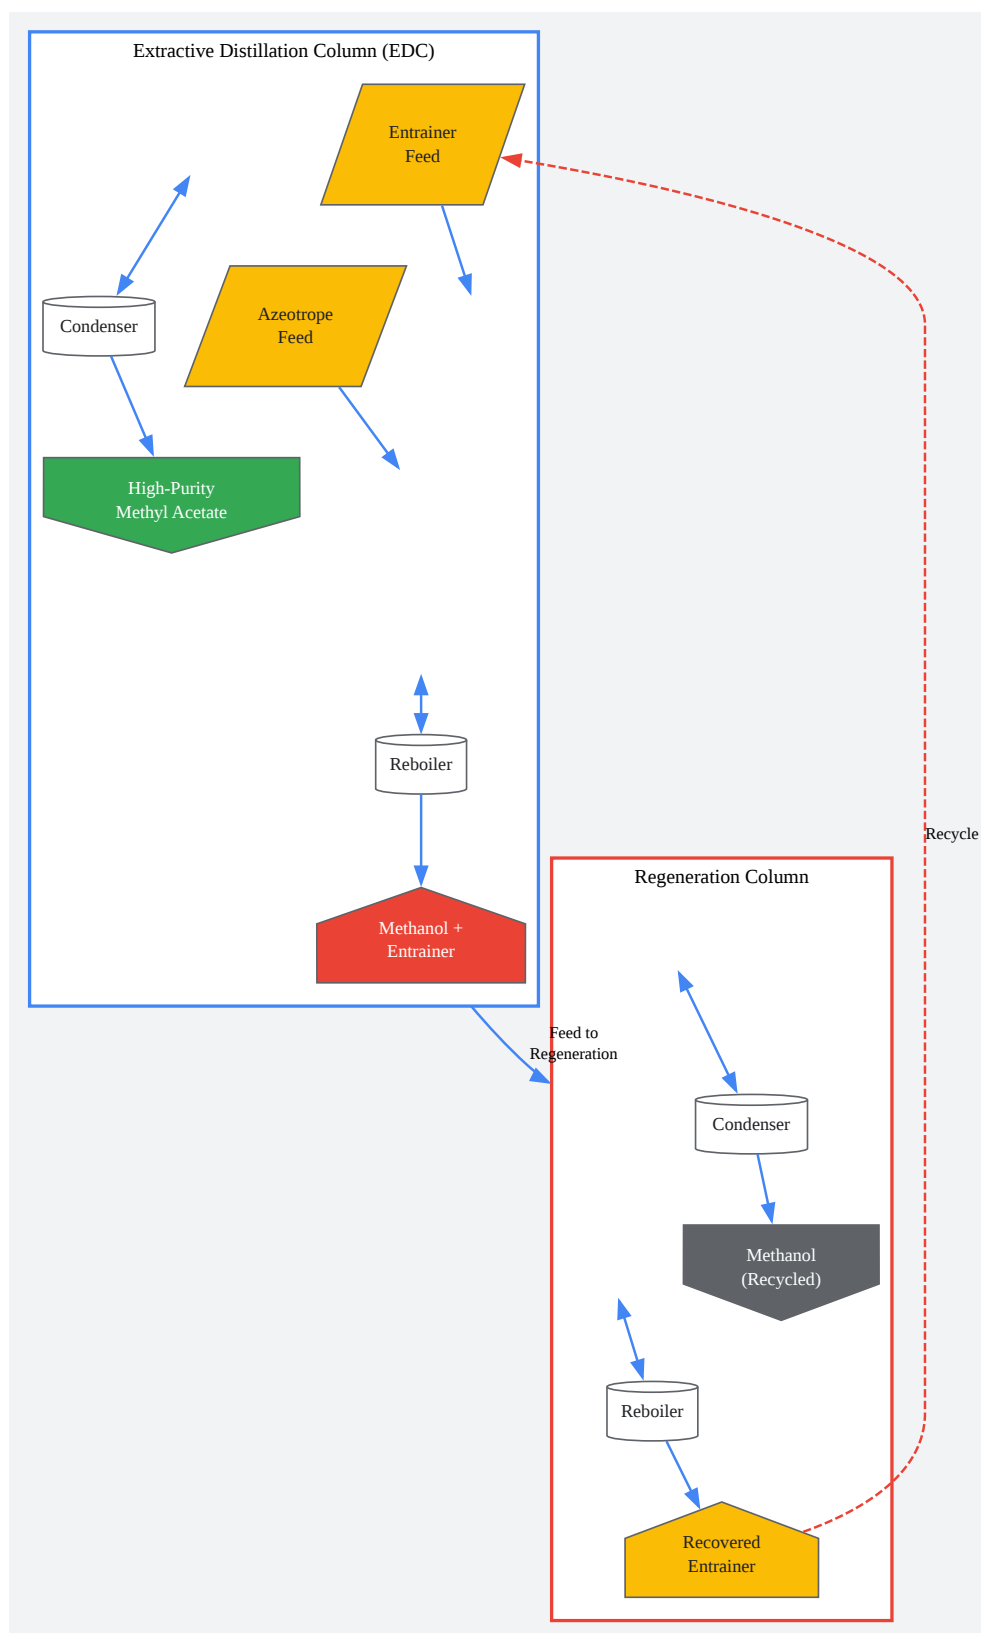 Extractive Distillation Column (EDC)
Entrainer
Feed
Azeotrope
Feed
Condenser
High-Purity
Methyl Acetate
Reboiler
Methanol +
Entrainer
Recycle
Regeneration Column
Feed to
Regeneration
Condenser
Methanol
(Recycled)
Reboiler
Recovered
Entrainer